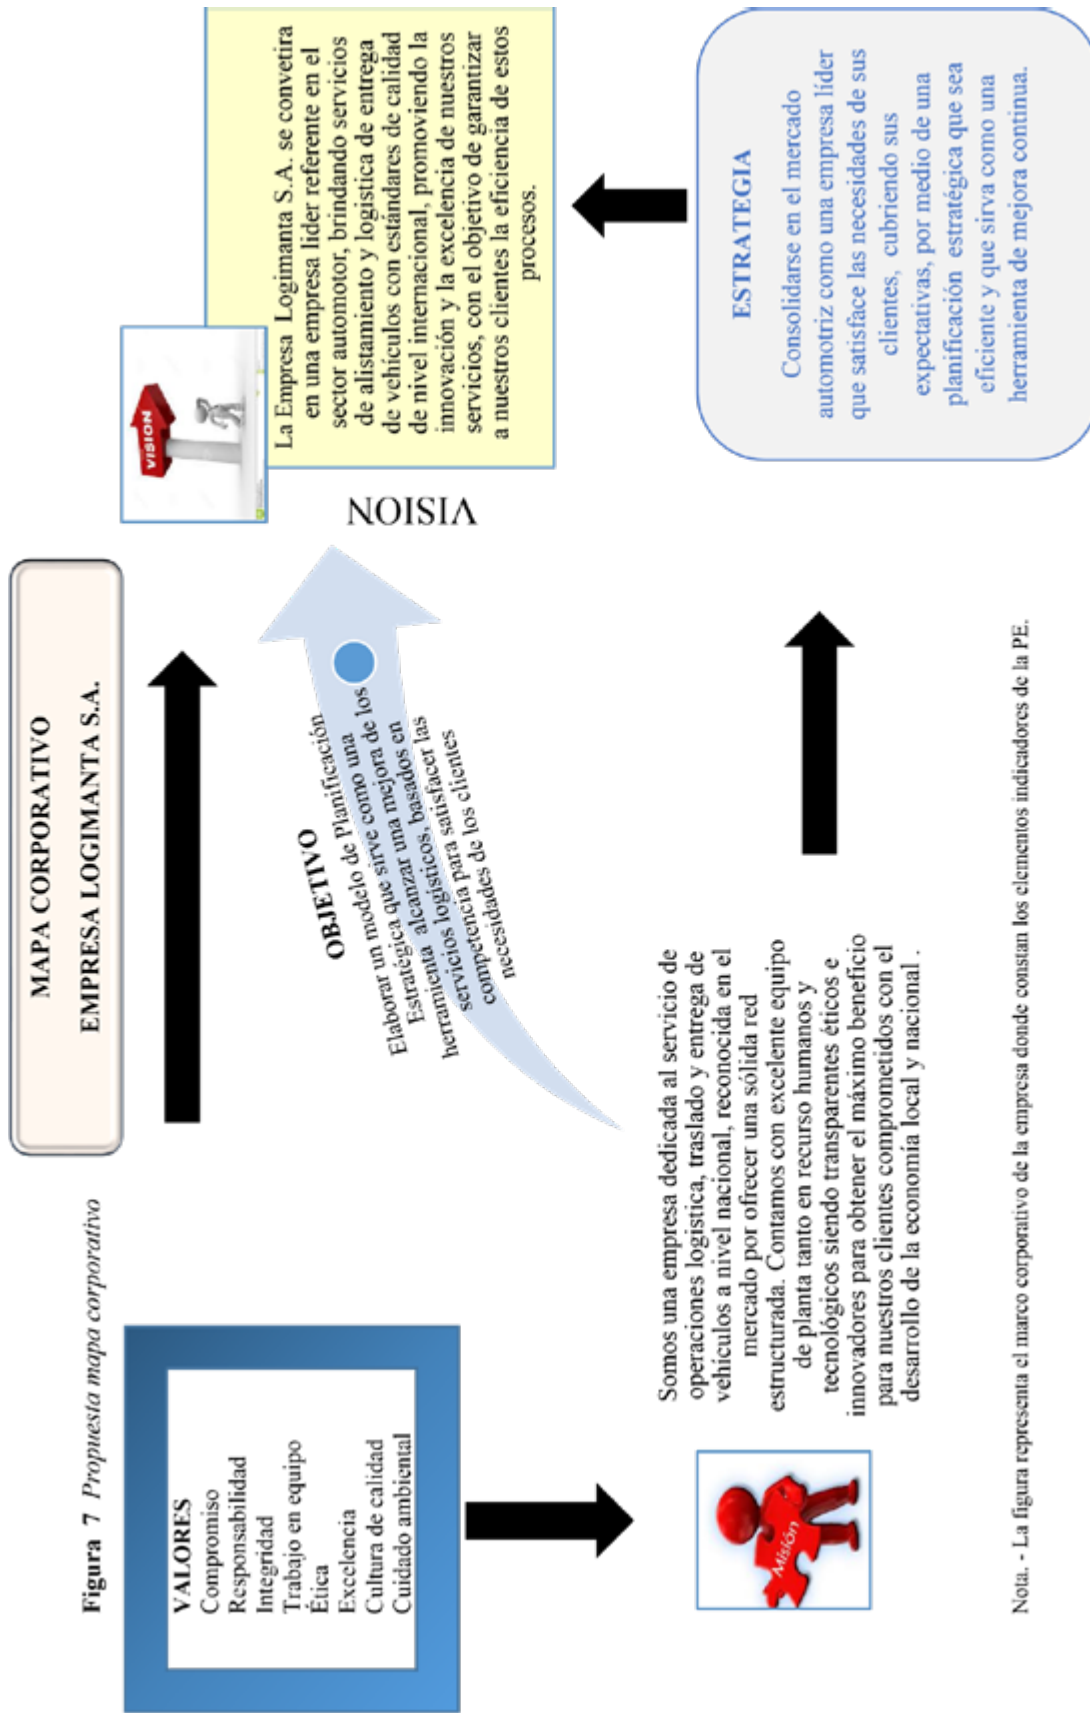 Figura 7 Propuesta mapa corporativo
MAPA CORPORATIVO
EMPRESA LOGIMANTA S.A.
VALORES
Compromiso
Responsabilidad
Integridad
Trabajo en equipo
Ética
Excelencia
Cultura de calidad
Cuidado ambiental
OBJETIVO
Elaborar un modelo de Planificación
Estratégica que sirve como una
herramienta alcanzar una mejora de los
servicios logísticos, basados en
competencia para satisfacer las
necesidades de los clientes
VISION
VISION
La Empresa Logimanta S.A. se convetira
en una empresa lider referente en el
sector automotor, brindando servicios
de alistamiento y logistica de entrega
de vehículos con estándares de calidad
de nivel internacional, promoviendo la
innovación y la excelencia de nuestros
servicios, con el objetivo de garantizar
a nuestros clientes la eficiencia de estos
procesos.
Misión
Somos una empresa dedicada al servicio de
operaciones logística, traslado y entrega de
vehículos a nivel nacional, reconocida en el
mercado por ofrecer una sólida red
estructurada. Contamos con excelente equipo
de planta tanto en recurso humanos y
tecnológicos siendo transparentes éticos e
innovadores para obtener el máximo beneficio
para nuestros clientes comprometidos con el
desarrollo de la economía local y nacional .
ESTRATEGIA
Consolidarse en el mercado
automotriz como una empresa líder
que satisface las necesidades de sus
clientes, cubriendo sus
expectativas, por medio de una
planificación estratégica que sea
eficiente y que sirva como una
herramienta de mejora continua.
Nota. - La figura representa el marco corporativo de la empresa donde constan los elementos indicadores de la PE.